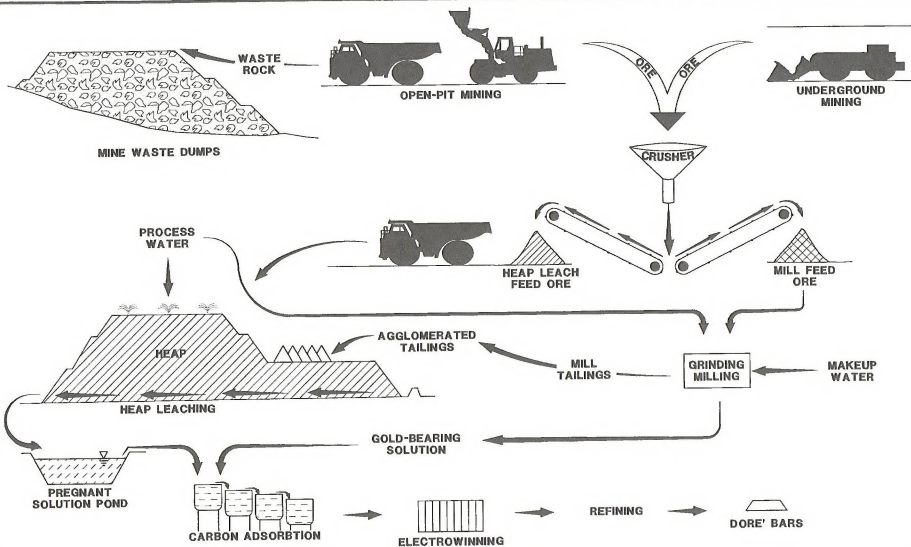 WASTE
ROCK
OPEN-PIT MINING
ORE
ORE
UNDERGROUND
MINING
MINE WASTE DUMPS
CRUSHER
PROCESS
WATER
HEAP LEACH
FEED ORE
MILL FEED
ORE
HEAP
AGGLOMERATED
TAILINGS
MILL
TAILINGS
GRINDING
MILLING
MAKEUP
WATER
HEAP LEACHING
GOLD-BEARING
SOLUTION
PREGNANT
SOLUTION POND
CARBON ADSORBTION
ELECTROWINNING
REFINING
DORE' BARS